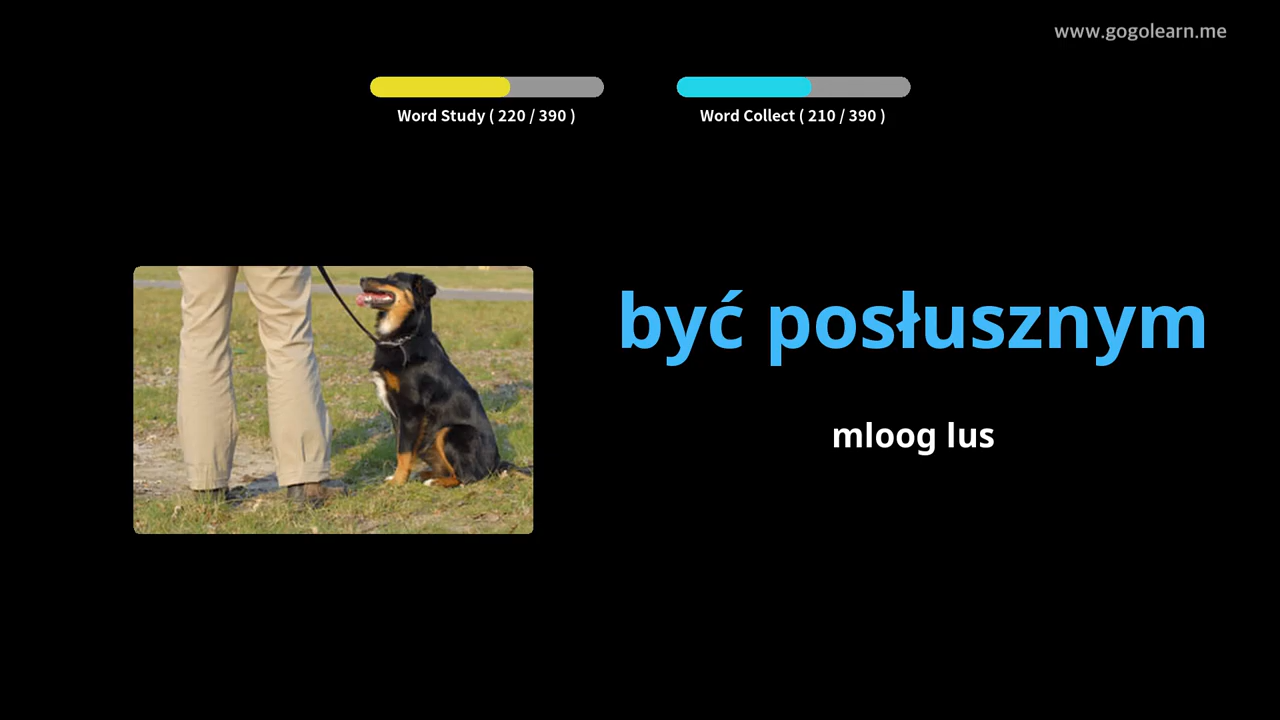 www.gogolearn.me
Word Study ( 220 / 390 )
Word Collect ( 210 / 390 )
być posłusznym
mloog lus